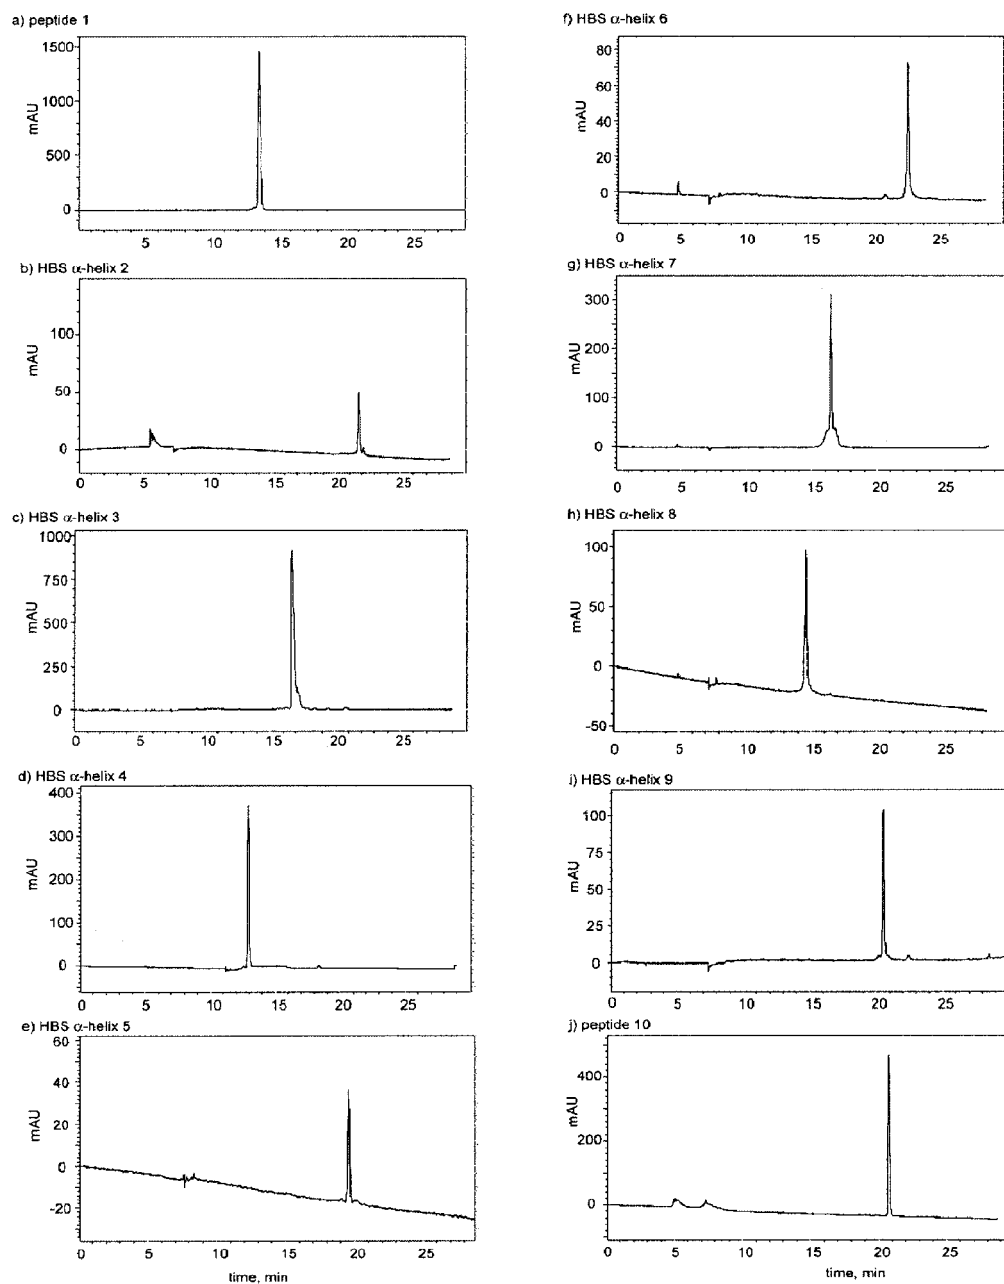 a) peptide 1
1500
1000
500
0
mAU
5 10 15 20 25
b) HBS α-helix 2
100
50
0
mAU
0 5 10 15 20 25
c) HBS α-helix 3
1000
750
500
250
0
mAU
0 5 10 15 20 25
d) HBS α-helix 4
400
300
200
100
0
mAU
0 5 10 15 20 25
e) HBS α-helix 5
60
40
20
0
-20
mAU
0 5 10 15 20 25
time, min
f) HBS α-helix 6
80
60
40
20
0
mAU
0 5 10 15 20 25
g) HBS α-helix 7
300
200
100
0
mAU
0 5 10 15 20 25
h) HBS α-helix 8
100
50
0
-50
mAU
0 5 10 15 20 25
i) HBS α-helix 9
100
75
50
25
0
mAU
0 5 10 15 20 25
j) peptide 10
400
200
0
mAU
0 5 10 15 20 25
time, min